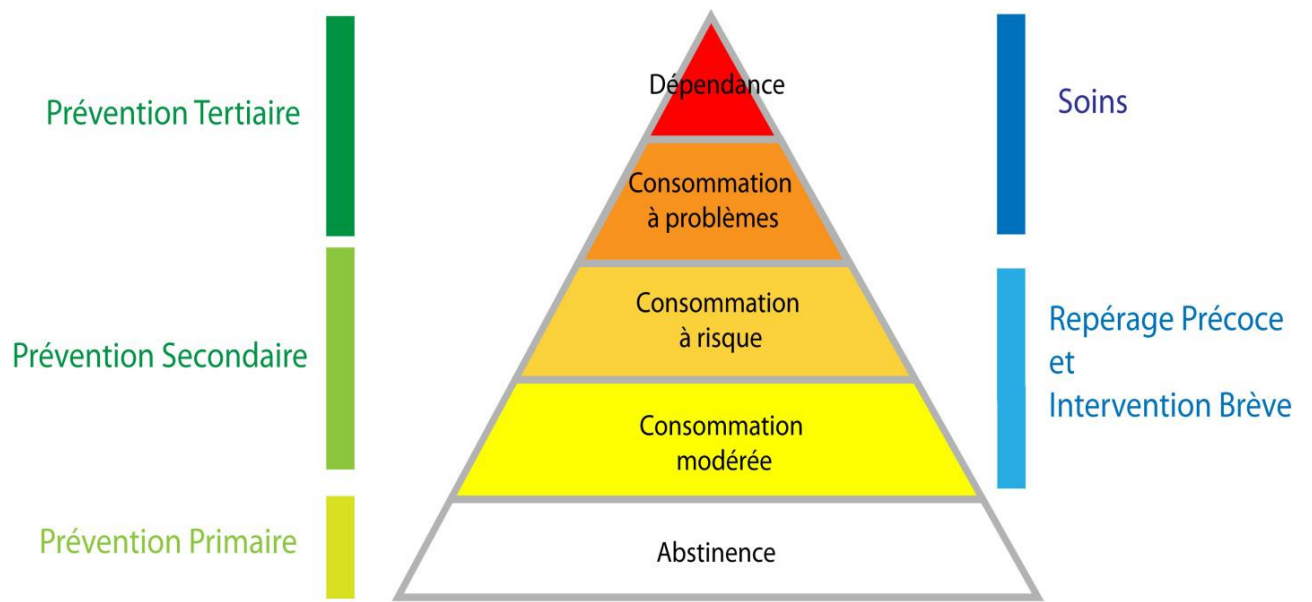 Prévention Tertiaire
Prévention Secondaire
Prévention Primaire
Dépendance
Consommation
à problèmes
Consommation
à risque
Consommation
modérée
Abstinence
Soins
Repérage Précoce
et
Intervention Brève